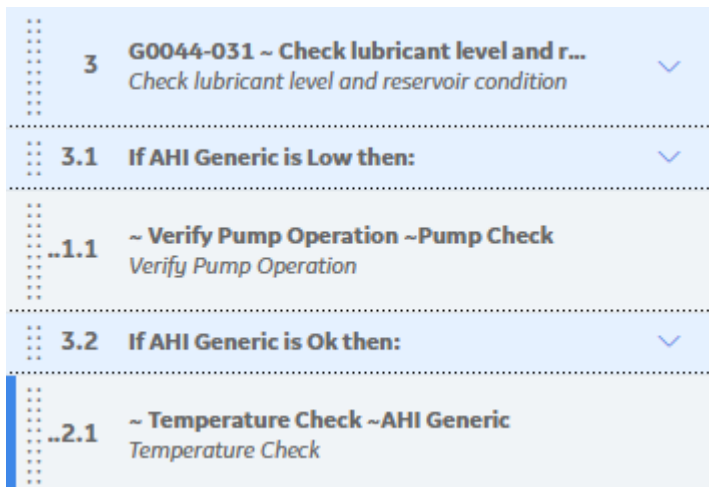 3
G0044-031 ~ Check lubricant level and r...
Check lubricant level and reservoir condition
3.1 If AHI Generic is Low then:
..1.1
~ Verify Pump Operation ~Pump Check
Verify Pump Operation
3.2 If AHI Generic is Ok then:
..2.1
~ Temperature Check ~AHI Generic
Temperature Check